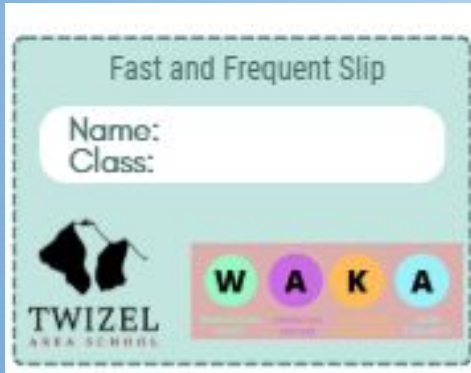 Fast and Frequent Slip
Name:
Class:
TWIZEL
AREA SCHOOL
W A K A